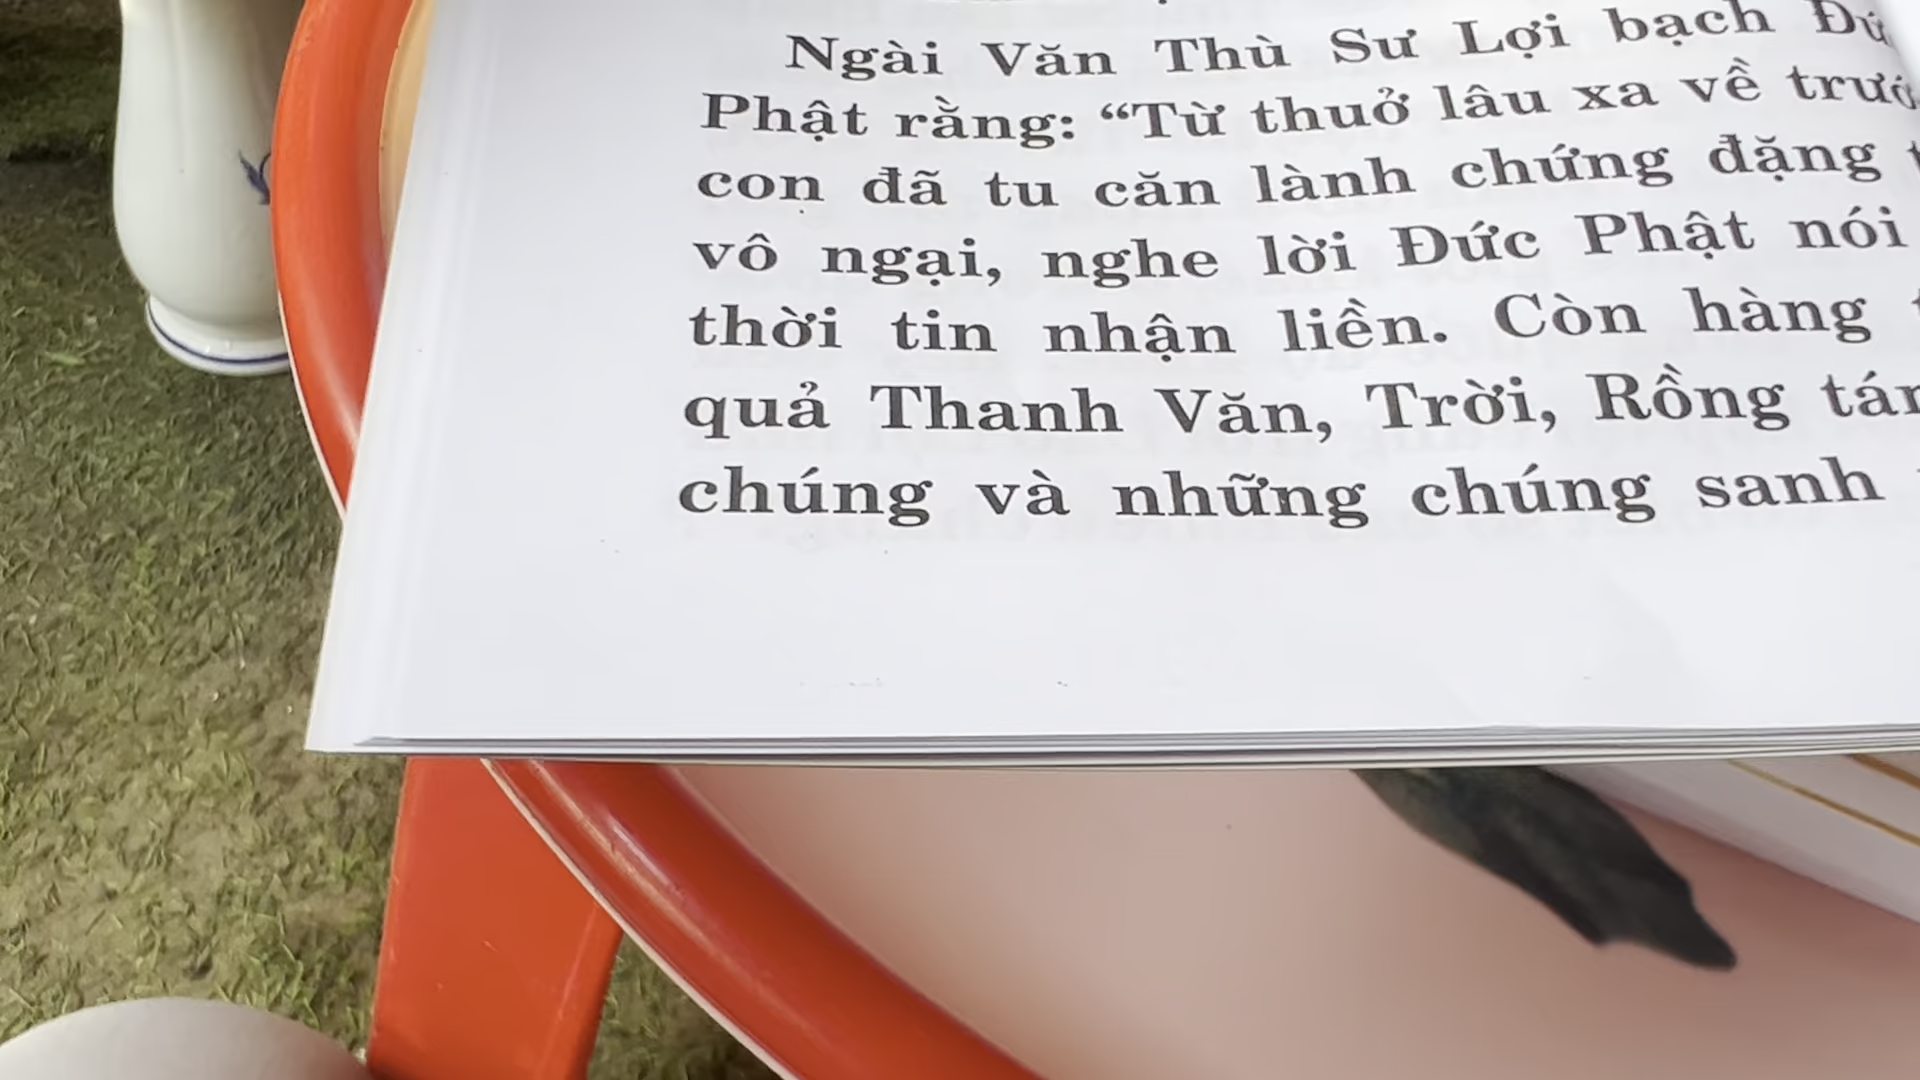 Ngài Văn Thù Sư Lợi bạch
Phật rằng: “Từ thuở lâu xa về
con đã tu căn lành chứng đặng
vô ngại, nghe lời Đức Phật nói
thời tin nhận liền. Còn hàng
quả Thanh Văn, Trời, Rồng
chúng và những chúng sanh